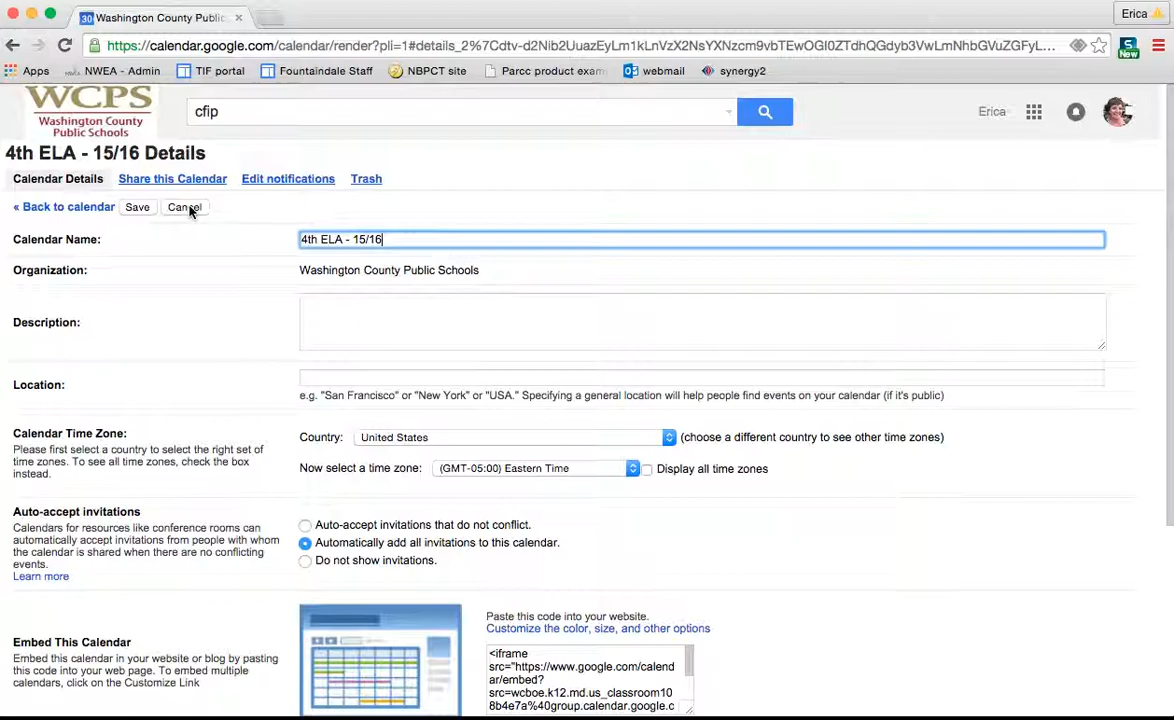 30 Washington County Public
Erica
https://calendar.google.com/calendar/render?pli=1#details_2%7Cdtv-d2Nib2UuazEyLm1kLnVzX2NsYXNzcm9vbTEwOGI0ZTdhQGdyb3VwLmNhbGVuZGFyL...
New
Apps NWEA - Admin TIF portal Fountaindale Staff NBPCT site Parcc product exam webmail synergy2
WCPS
Washington County
Public Schools
cfip
Erica
4th ELA - 15/16 Details
Calendar Details Share this Calendar Edit notifications Trash
« Back to calendar Save Cancel
Calendar Name: 4th ELA - 15/16
Organization: Washington County Public Schools
Description:
Location:
e.g. "San Francisco" or "New York" or "USA." Specifying a general location will help people find events on your calendar (if it's public)
Calendar Time Zone:
Please first select a country to select the right set of
time zones. To see all time zones, check the box
instead.
Country: United States (choose a different country to see other time zones)
Now select a time zone: (GMT-05:00) Eastern Time Display all time zones
Auto-accept invitations
Calendars for resources like conference rooms can
automatically accept invitations from people with whom
the calendar is shared when there are no conflicting
events.
Learn more
Auto-accept invitations that do not conflict.
Automatically add all invitations to this calendar.
Do not show invitations.
Embed This Calendar
Embed this calendar in your website or blog by pasting
this code into your web page. To embed multiple
calendars, click on the Customize Link
Paste this code into your website.
Customize the color, size, and other options
<iframe
src="https://www.google.com/calend
ar/embed?
src=wcboe.k12.md.us_classroom10
8b4e7a%40group.calendar.google.c